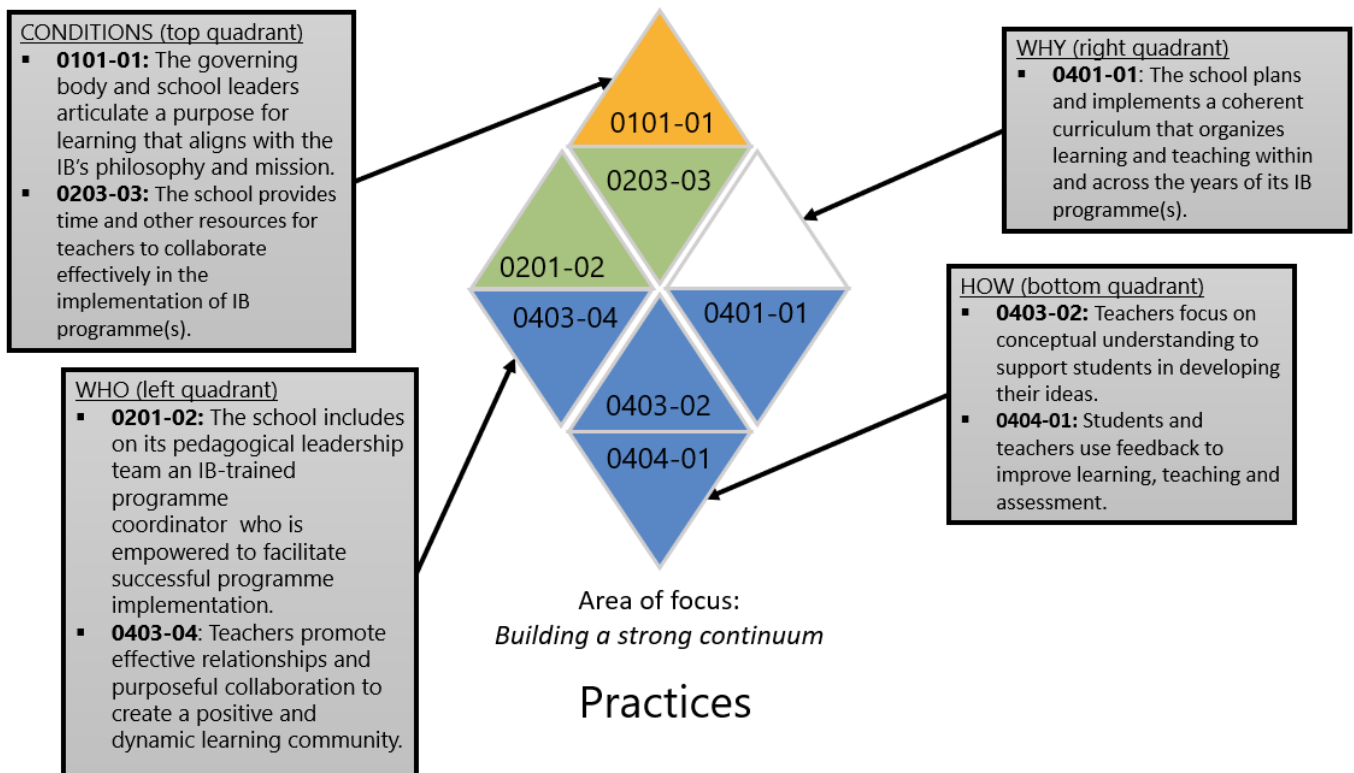 CONDITIONS (top quadrant)
▪ 0101-01: The governing
body and school leaders
articulate a purpose for
learning that aligns with the
IB's philosophy and mission.
▪ 0203-03: The school provides
time and other resources for
teachers to collaborate
effectively in the
implementation of IB
programme(s).
WHY (right quadrant)
▪ 0401-01: The school plans
and implements a coherent
curriculum that organizes
learning and teaching within
and across the years of its IB
programme(s).
0101-01
0203-03
0201-02
0403-04
0401-01
0403-02
0404-01
WHO (left quadrant)
▪ 0201-02: The school includes
on its pedagogical leadership
team an IB-trained
programme
coordinator who is
empowered to facilitate
successful programme
implementation.
▪ 0403-04: Teachers promote
effective relationships and
purposeful collaboration to
create a positive and
dynamic learning community.
HOW (bottom quadrant)
▪ 0403-02: Teachers focus on
conceptual understanding to
support students in developing
their ideas.
▪ 0404-01: Students and
teachers use feedback to
improve learning, teaching and
assessment.
Area of focus:
Building a strong continuum
Practices